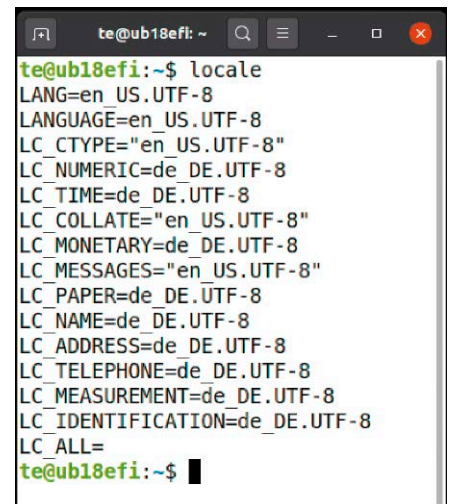 te@ub18efi: ~
te@ub18efi:~$ locale
LANG=en_US.UTF-8
LANGUAGE=en_US.UTF-8
LC_CTYPE="en_US.UTF-8"
LC_NUMERIC=de_DE.UTF-8
LC_TIME=de_DE.UTF-8
LC_COLLATE="en_US.UTF-8"
LC_MONETARY=de_DE.UTF-8
LC_MESSAGES="en_US.UTF-8"
LC_PAPER=de_DE.UTF-8
LC_NAME=de_DE.UTF-8
LC_ADDRESS=de_DE.UTF-8
LC_TELEPHONE=de_DE.UTF-8
LC_MEASUREMENT=de_DE.UTF-8
LC_IDENTIFICATION=de_DE.UTF-8
LC_ALL=
te@ub18efi:~$